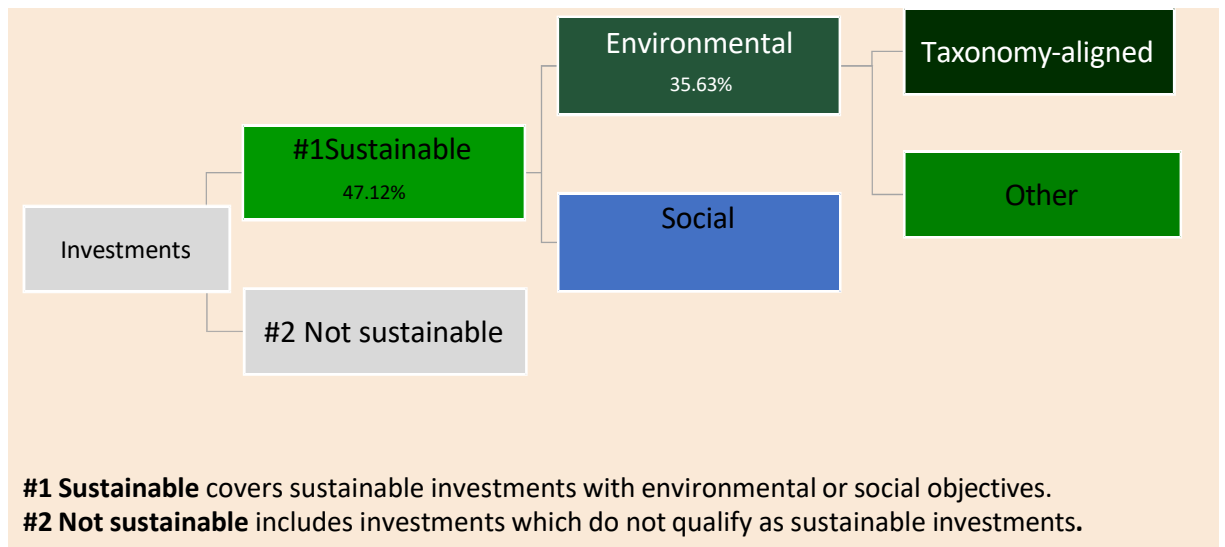 Investments
#1Sustainable
47.12%
#2 Not sustainable
Environmental
35.63%
Social
Taxonomy-aligned
Other
#1 Sustainable covers sustainable investments with environmental or social objectives.
#2 Not sustainable includes investments which do not qualify as sustainable investments.